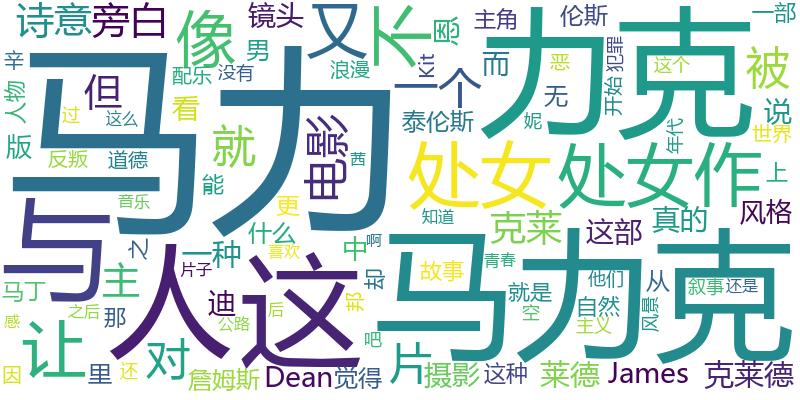 诗意 旁白 像 镜头 又 不 恩 主角 伦斯 力克 一部
辛 配乐 男 没有 浪漫 Kit 而 恶 犯罪 这个 被
人物 但 看 一个 无 开始 说
马力 电影 泰伦斯 妮 年代 世界
版 过 这么 就 处女 处女作 上
反叛 道德 茜
与 音乐 能 更 知道 克莱 这部 真的 风格
人 这 之 一种 什么 中 啊 马力克
片子 喜欢 却 故事 青春 就是 他们 从 叙事 还是
马丁 主 迪 邦 自然 风景
感 之后 那 公路 后 空 主义
让 对 吧 片
因 里 还 詹姆斯 Dean 觉得 摄影 这种 莱德 James 克莱德